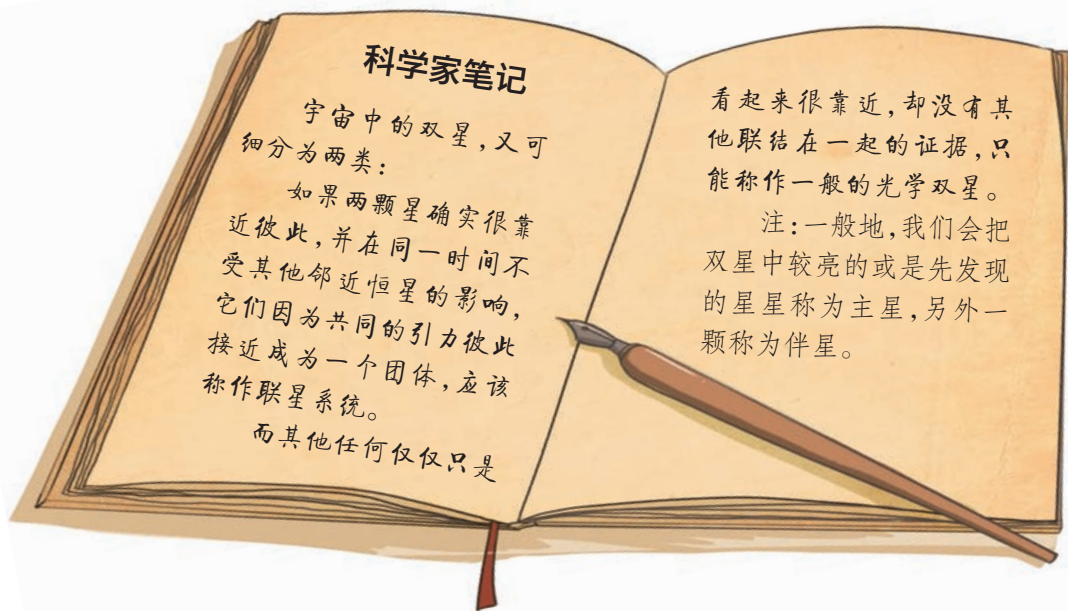 科学家笔记
宇宙中的双星,又可
细分为两类:
如果两颗星确实很靠
近彼此,并在同一时间不
受其他邻近恒星的影响,
它们因为共同的引力彼此
接近成为一个团体,应该
称作联星系统。
而其他任何仅仅只是
看起来很靠近,却没有其
他联结在一起的证据,只
能称作一般的光学双星。
注:一般地,我们会把
双星中较亮的或是先发现
的星星称为主星,另外一
颗称为伴星。